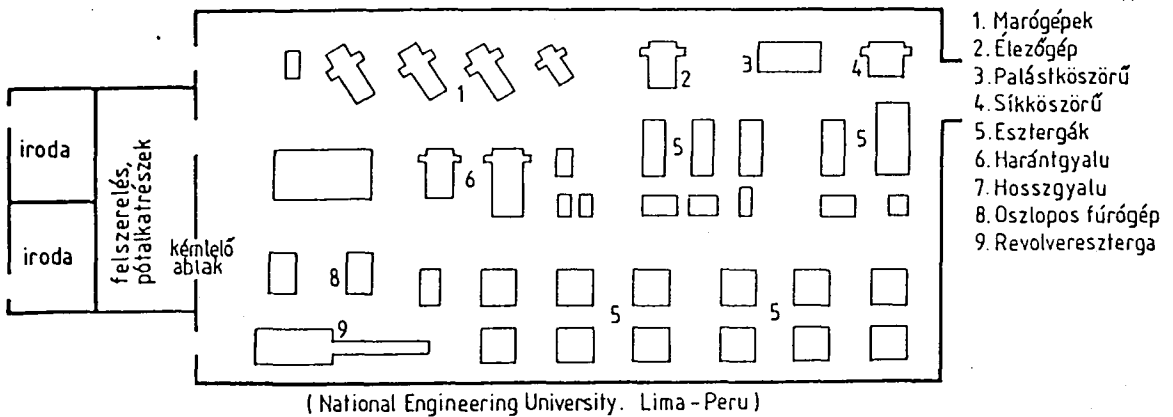 1. Marógépek
2. Élezőgép
3. Palástköszörű
4. Síkköszörű
5. Esztergák
6. Harántgyalu
7. Hosszgyalu
8. Oszlopos fúrógép
9. Revolvereszterga
iroda
iroda
felszerelés,
pótalkatrészek
kémlelő
ablak
1
2
3
4
5
5
6
8
5
5
9
( National Engineering University. Lima - Peru )